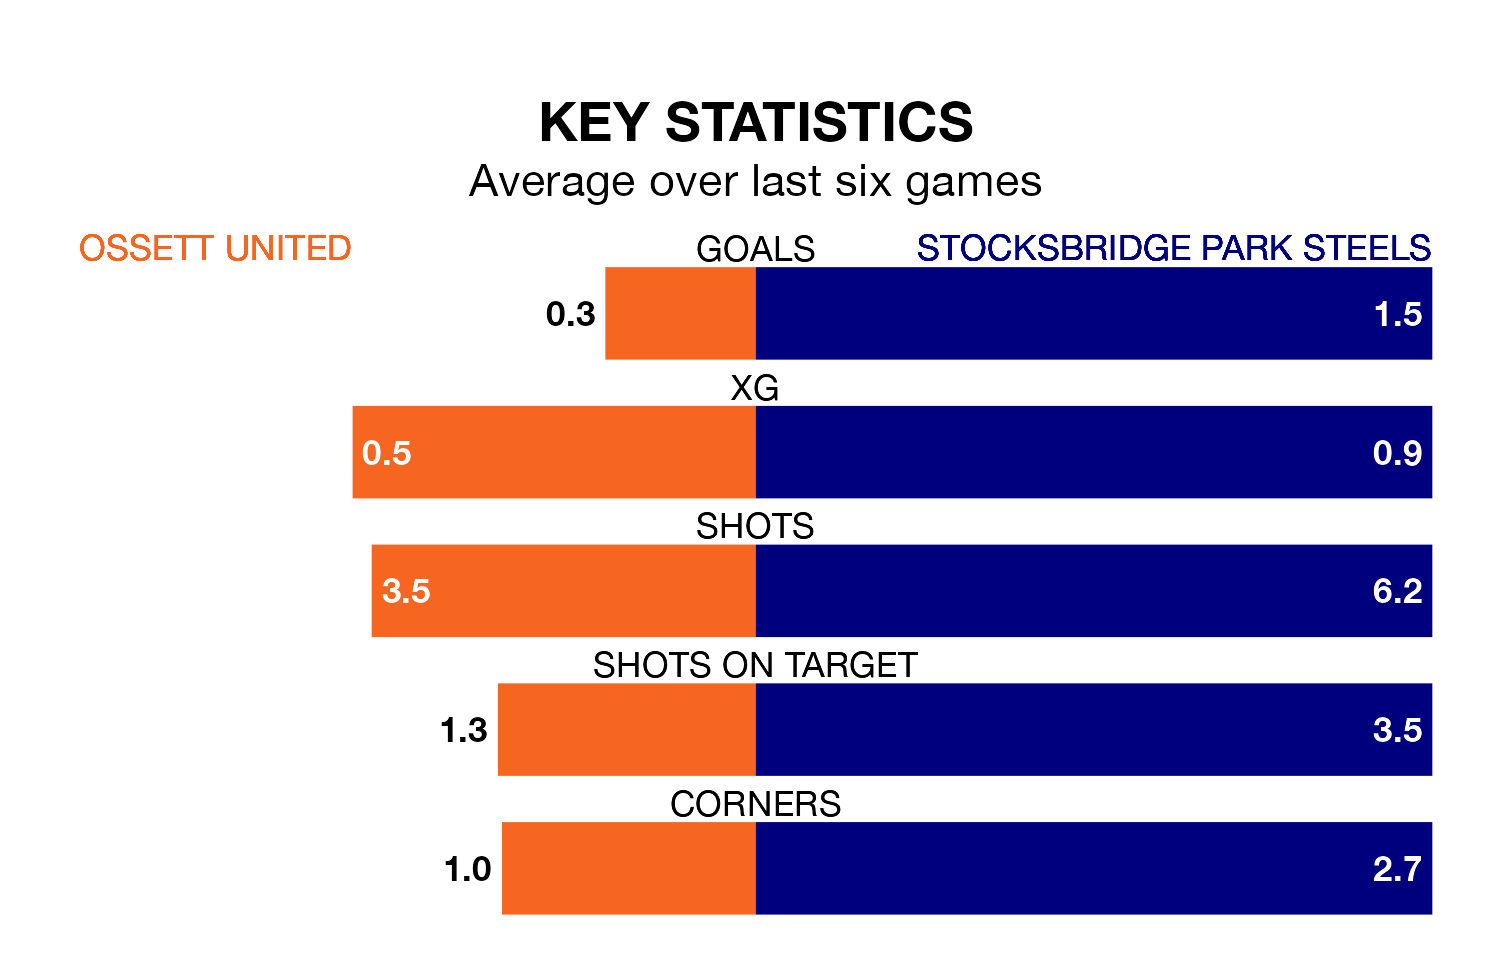 KEY STATISTICS
Average over last six games
OSSETT UNITED GOALS STOCKSBRIDGE PARK STEELS
0.3 1.5
XG
0.5 0.9
SHOTS
3.5 6.2
SHOTS ON TARGET
1.3 3.5
CORNERS
1.0 2.7